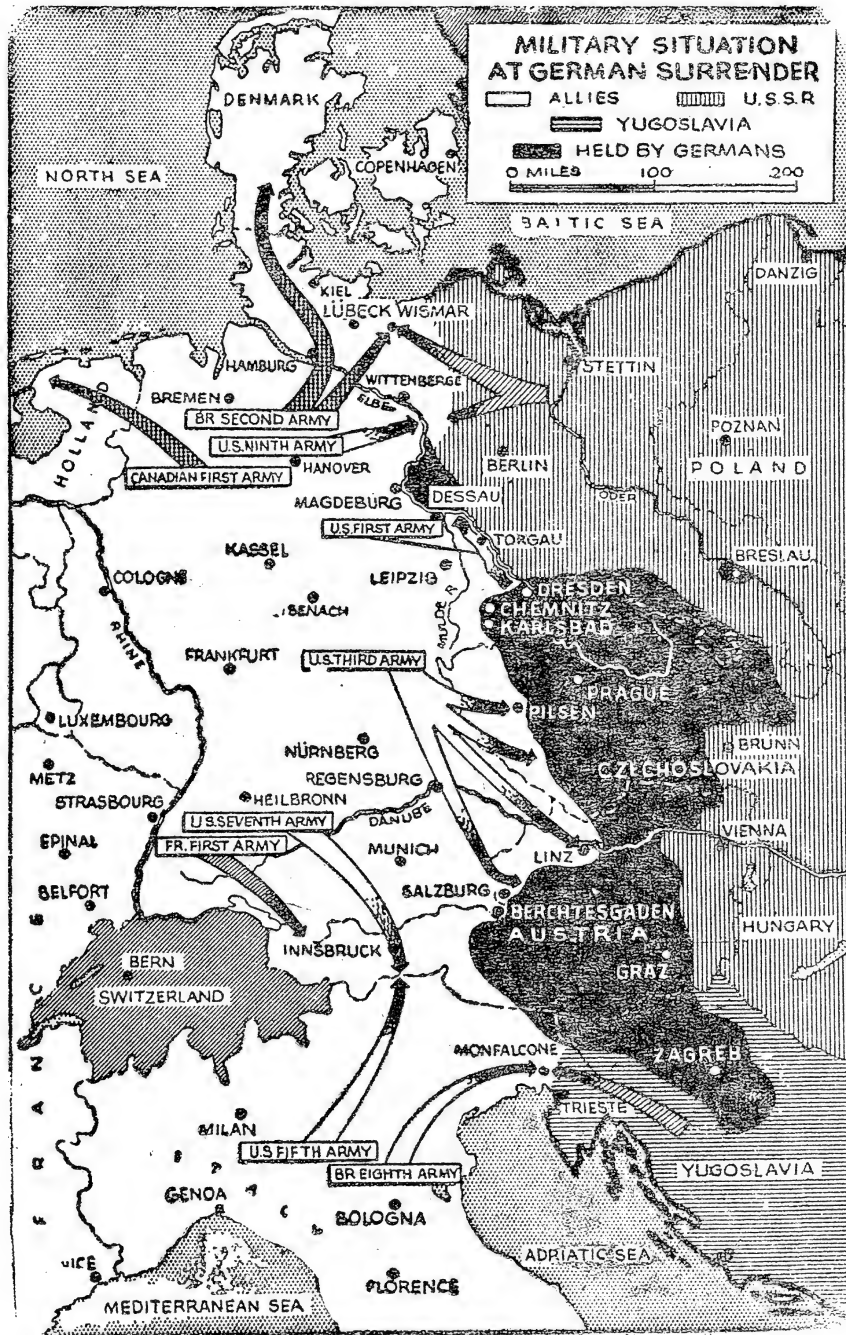 MILITARY SITUATION
AT GERMAN SURRENDER
ALLIES U.S.S.R
YUGOSLAVIA
HELD BY GERMANS
0 MILES 100 200
DENMARK
COPENHAGEN
NORTH SEA
BALTIC SEA
DANZIG
KIEL
LÜBECK WISMAR
STETTIN
HAMBURG
WITTENBERGE
BREMEN
ELBE
BR. SECOND ARMY
U.S. NINTH ARMY
HOLLAND
HANOVER
BERLIN
POZNAN
POLAND
CANADIAN FIRST ARMY
MAGDEBURG
DESSAU
ODER
U.S. FIRST ARMY
TORGAU
KASSEL
LEIPZIG
BRESLAU
COLOGNE
DRESDEN
CHEMNITZ
KARLSBAD
RHINE
FRANKFURT
U.S. THIRD ARMY
PRAGUE
PILSEN
LUXEMBOURG
NÜRNBERG
BRÜNN
METZ
REGENSBURG
CZECHOSLOVAKIA
STRASBOURG
HEILBRONN
U.S. SEVENTH ARMY
DANUBE
VIENNA
EPINAL
FR. FIRST ARMY
MUNICH
LINZ
BELFORT
SALZBURG
BERCHTESGADEN
AUSTRIA
HUNGARY
INNSBRUCK
BERN
GRAZ
SWITZERLAND
FRANCE
MONFALCONE
ZAGREB
MILAN
TRIESTE
U.S FIFTH ARMY
BR EIGHTH ARMY
YUGOSLAVIA
GENOA
BOLOGNA
ADRIATIC SEA
FLORENCE
MEDITERRANEAN SEA